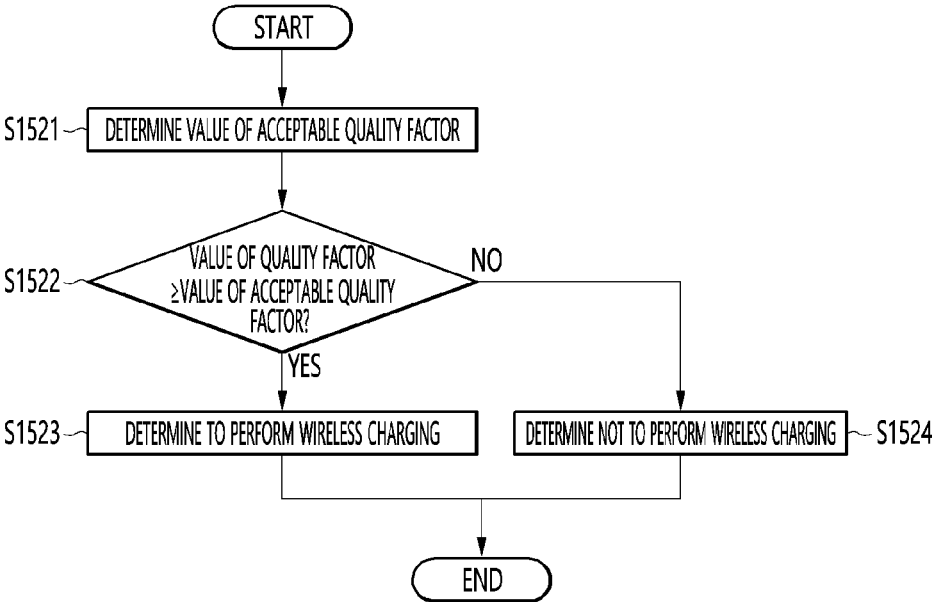 START
S1521
DETERMINE VALUE OF ACCEPTABLE QUALITY FACTOR
S1522
VALUE OF QUALITY FACTOR
≥VALUE OF ACCEPTABLE QUALITY
FACTOR?
NO
YES
S1523
DETERMINE TO PERFORM WIRELESS CHARGING
DETERMINE NOT TO PERFORM WIRELESS CHARGING
S1524
END